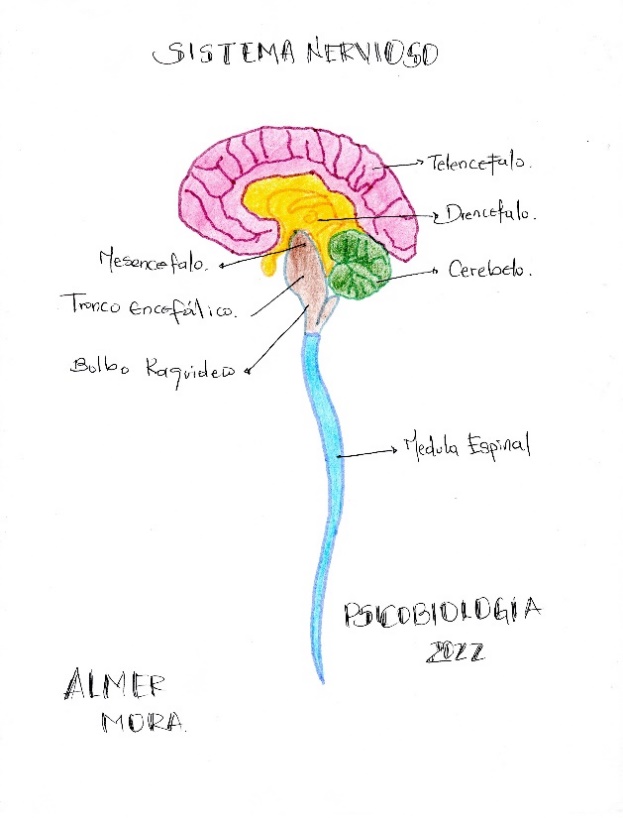 SISTEMA NERVIOSO
Telencefalo.
Diencefalo.
Mesencefalo.
Cerebelo.
Tronco encefálico.
Bulbo Raquideo
Medula Espinal
PSICOBIOLOGIA
2022
ALMER
MORA.